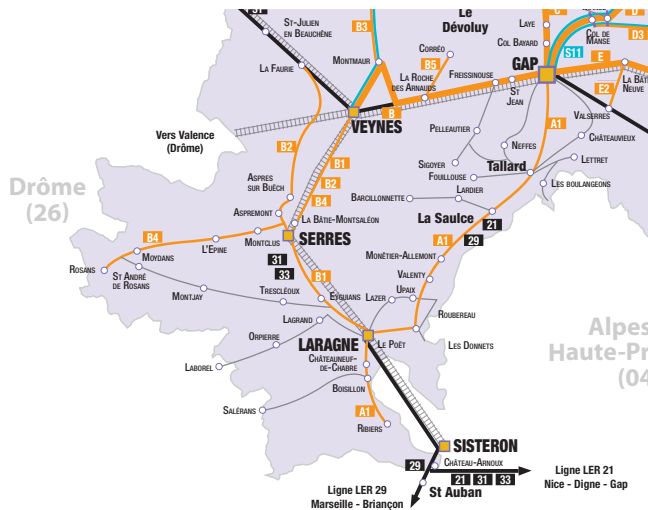 Le
Dévoluy
C
D
Laye
Col Bayard
Col de
Manse
D3
S11
E
GAP
La Bâtie
Neuve
E2
St-Julien
en Beauchêne
B3
Montmaur
Corréo
B5
La Roche
des Arnauds
Freissinouse
St
Jean
La Faurie
B
VEYNES
Vers Valence
(Drôme)
A1
Valserres
Châteauvieux
Pelleautier
Neffes
Lettret
Sigoyer
Fouillouse
Tallard
Les boulangeons
B2
B1
B2
B4
Aspres
sur Buëch
Drôme
(26)
Barcillonnette
Lardier
La Saulce
21
29
A1
Aspremont
La Bâtie-Montsaléon
SERRES
B4
L'Epine
Montclus
31
33
Moydans
Rosans
St André
de Rosans
Montjay
Trescléoux
B1
Eyguians
Monêtier-Allemont
Valenty
Upaix
Lazer
Roubereau
Lagrand
Orpierre
LARAGNE
Le Poët
Les Donnets
Laborel
Châteauneuf-
de-Chabre
Boisillon
Salérans
A1
Ribiers
Alpes
Haute-Pr
(04
SISTERON
Château-Arnoux
29
21
31
33
St Auban
Ligne LER 21
Nice - Digne - Gap
Ligne LER 29
Marseille - Briançon